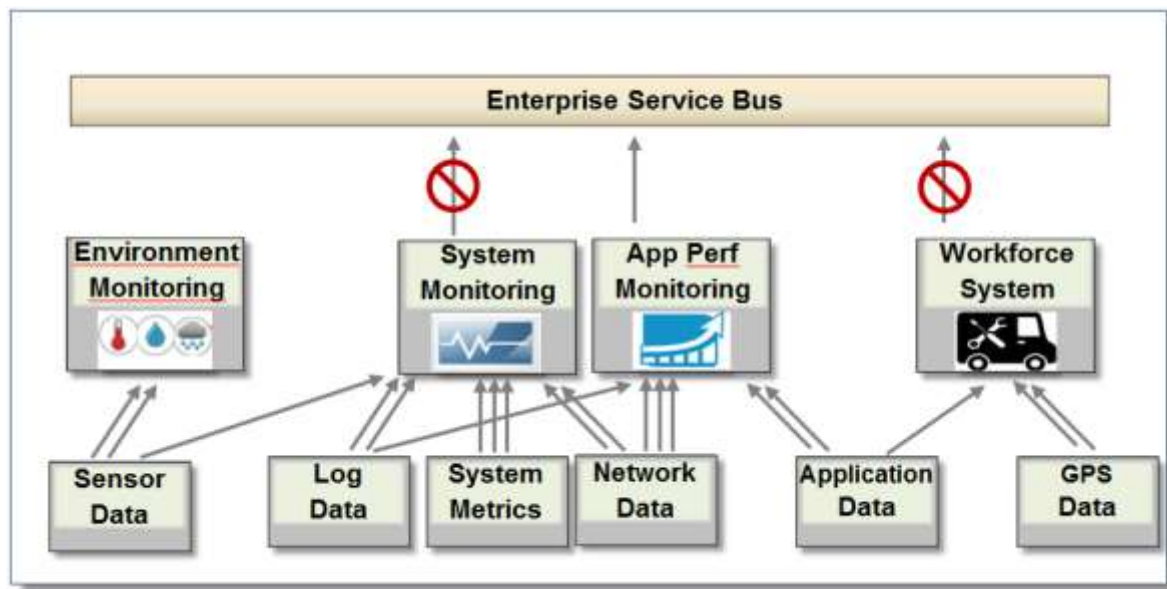 Enterprise Service Bus
Environment
Monitoring
System
Monitoring
App Perf
Monitoring
Workforce
System
Sensor
Data
Log
Data
System
Metrics
Network
Data
Application
Data
GPS
Data